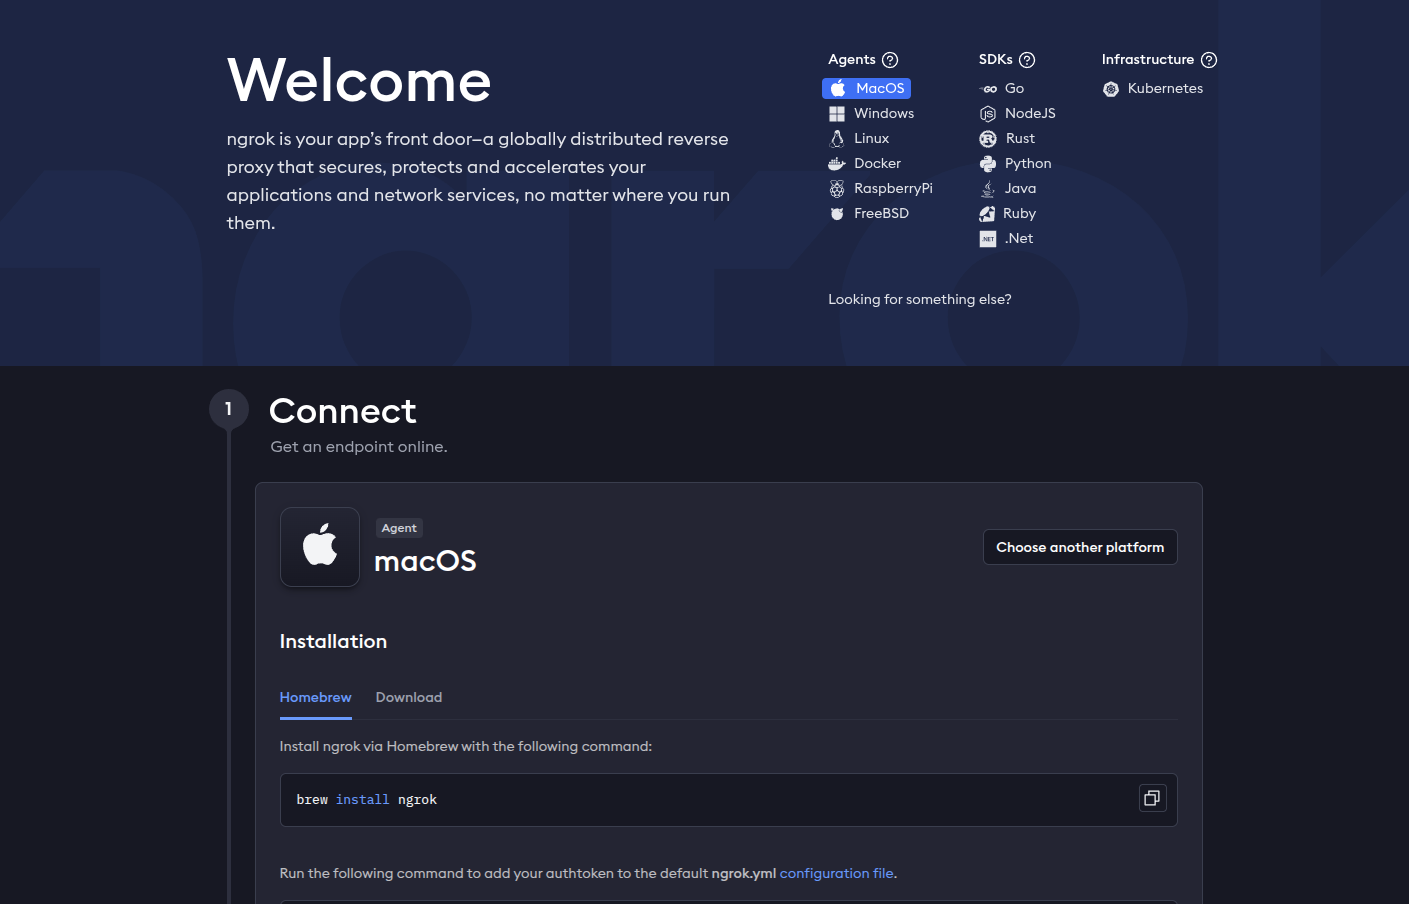 Welcome
ngrok is your app's front door—a globally distributed reverse
proxy that secures, protects and accelerates your
applications and network services, no matter where you run
them.
Agents
MacOS
Windows
Linux
Docker
RaspberryPi
FreeBSD
SDKs
Go
NodeJS
Rust
Python
Java
Ruby
.Net
Infrastructure
Kubernetes
Looking for something else?
1
Connect
Get an endpoint online.
Agent
macOS
Choose another platform
Installation
Homebrew Download
Install ngrok via Homebrew with the following command:
brew install ngrok
Run the following command to add your authtoken to the default ngrok.yml configuration file.